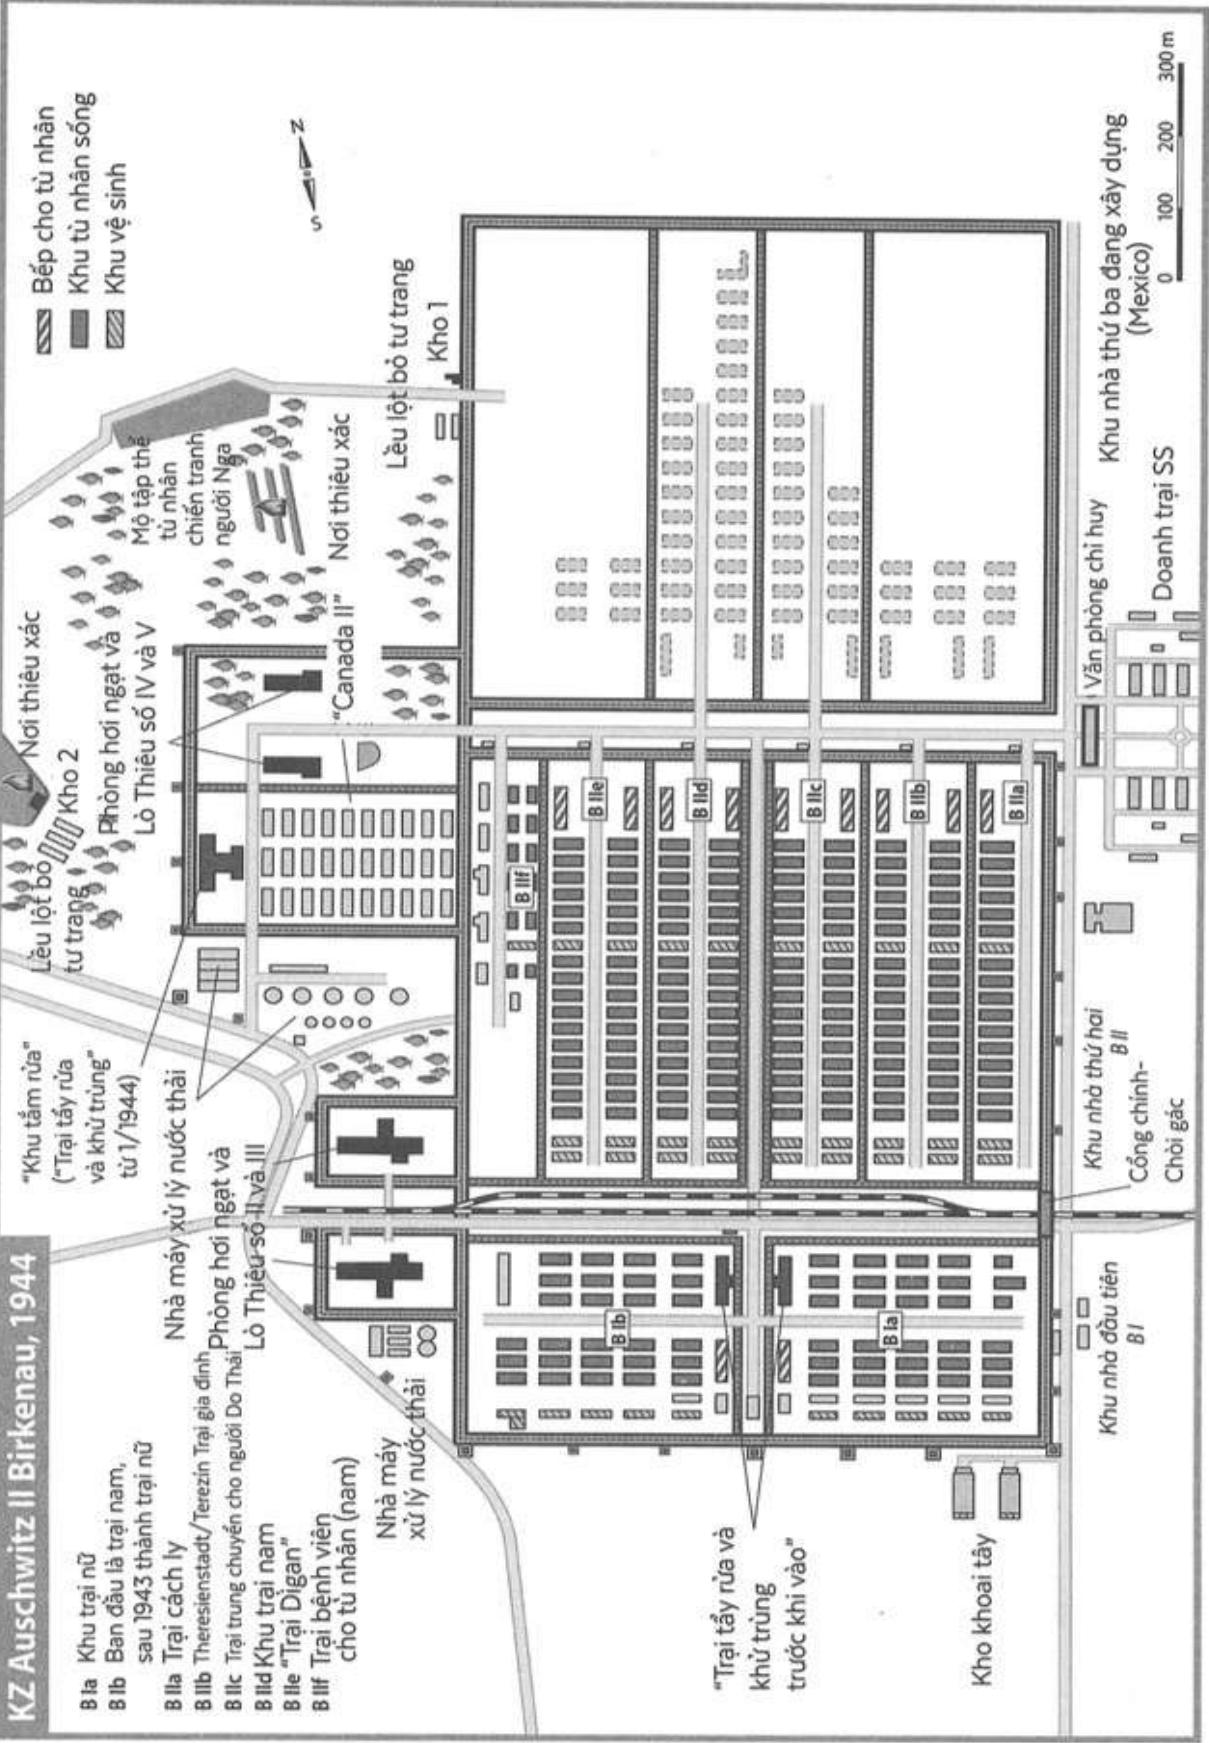 KZ Auschwitz II Birkenau, 1944
B Ia Khu trại nữ
B Ib Ban đầu là trại nam,
sau 1943 thành trại nữ
B IIa Trại cách ly
B IIb Theresienstadt/Terezín Trại gia đình
B IIc Trại trung chuyển cho người Do Thái
B IId Khu trại nam
B IIe "Trại Digan"
B IIf Trại bệnh viên
cho tù nhân (nam)
"Khu tắm rửa"
("Trại tẩy rửa
và khử trùng"
từ 1/1944)
Nhà máy xử lý nước thải
Phòng hơi ngạt và
Lò Thiêu số II và III
Nhà máy
xử lý nước thải
Lều lột bỏ
tư trang
Kho 2
Nơi thiêu xác
Phòng hơi ngạt và
Lò Thiêu số IV và V
"Canada II"
Mộ tập thể
tù nhân
chiến tranh
người Nga
Nơi thiêu xác
Lều lột bỏ tư trang
Kho 1
Bếp cho tù nhân
Khu tù nhân sống
Khu vệ sinh
S
N
B Ib
B Ia
B IIf
B IIe
B IId
B IIc
B IIb
B IIa
"Trại tẩy rửa và
khử trùng
trước khi vào"
Kho khoai tây
Khu nhà đầu tiên
B I
Khu nhà thứ hai
B II
Cổng chính-
Chòi gác
Văn phòng chỉ huy
Doanh trại SS
Khu nhà thứ ba đang xây dựng
(Mexico)
0 100 200 300 m